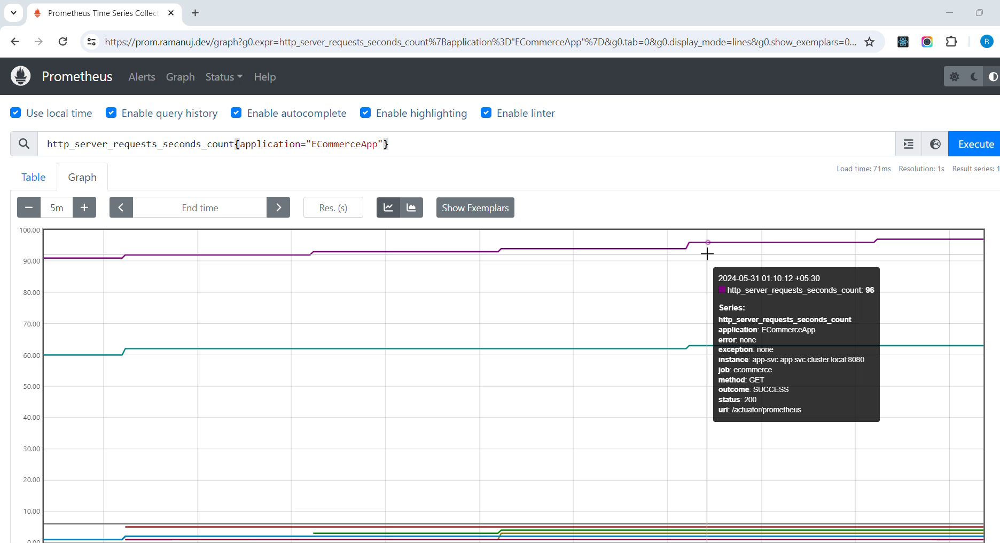 Prometheus Time Series Collect
https://prom.ramanuj.dev/graph?g0.expr=http_server_requests_seconds_count%7Bapplication%3D"ECommerceApp"%7D&g0.tab=0&g0.display_mode=lines&g0.show_exemplars=0...
R
Prometheus Alerts Graph Status Help
Use local time Enable query history Enable autocomplete Enable highlighting Enable linter
http_server_requests_seconds_count{application="ECommerceApp"}
Execute
Load time: 71ms Resolution: 1s Result series: 1
Table Graph
5m End time Res. (s) Show Exemplars
100.00
90.00
80.00
70.00
60.00
50.00
40.00
30.00
20.00
10.00
0.00
2024-05-31 01:10:12 +05:30
http_server_requests_seconds_count: 96
Series:
http_server_requests_seconds_count
application: ECommerceApp
error: none
exception: none
instance: app-svc.app.svc.cluster.local:8080
job: ecommerce
method: GET
outcome: SUCCESS
status: 200
uri: /actuator/prometheus